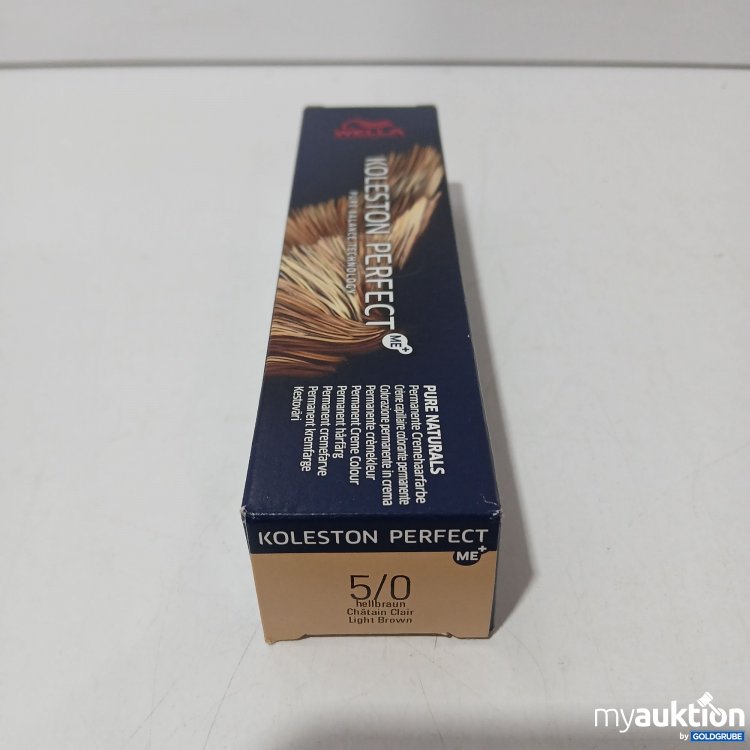 WELLA
KOLESTON PERFECT ME+
PURE BALANCE TECHNOLOGY
PURE NATURALS
Permanente Cremehaarfarbe
Crème capillaire colorante permanente
Colorazione permanente in crema
Permanente crèmekleur
Permanent Creme Colour
Permanent hårfärg
Permanent cremefarve
Permanent kremfarge
Kestoväri
KOLESTON PERFECT
ME+
5/0
hellbraun
Châtain Clair
Light Brown
myauktion
by GOLDGRUBE